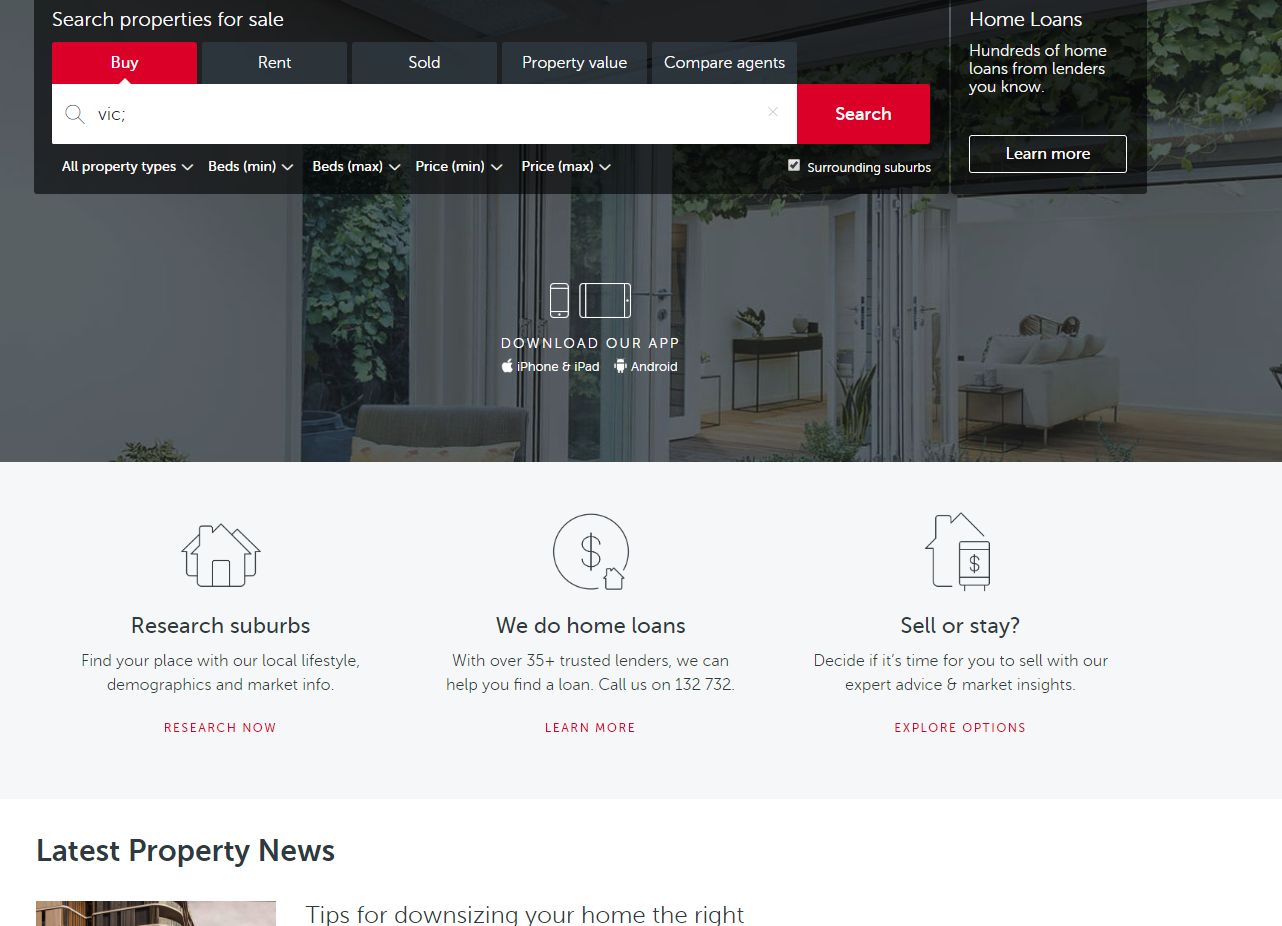 Search properties for sale
Buy
Rent
Sold
Property value
Compare agents
vic;
Search
All property types
Beds (min)
Beds (max)
Price (min)
Price (max)
Surrounding suburbs
Home Loans
Hundreds of home
loans from lenders
you know.
Learn more
DOWNLOAD OUR APP
iPhone & iPad
Android
Research suburbs
Find your place with our local lifestyle,
demographics and market info.
RESEARCH NOW
We do home loans
With over 35+ trusted lenders, we can
help you find a loan. Call us on 132 732.
LEARN MORE
Sell or stay?
Decide if it's time for you to sell with our
expert advice & market insights.
EXPLORE OPTIONS
Latest Property News
Tips for downsizing your home the right